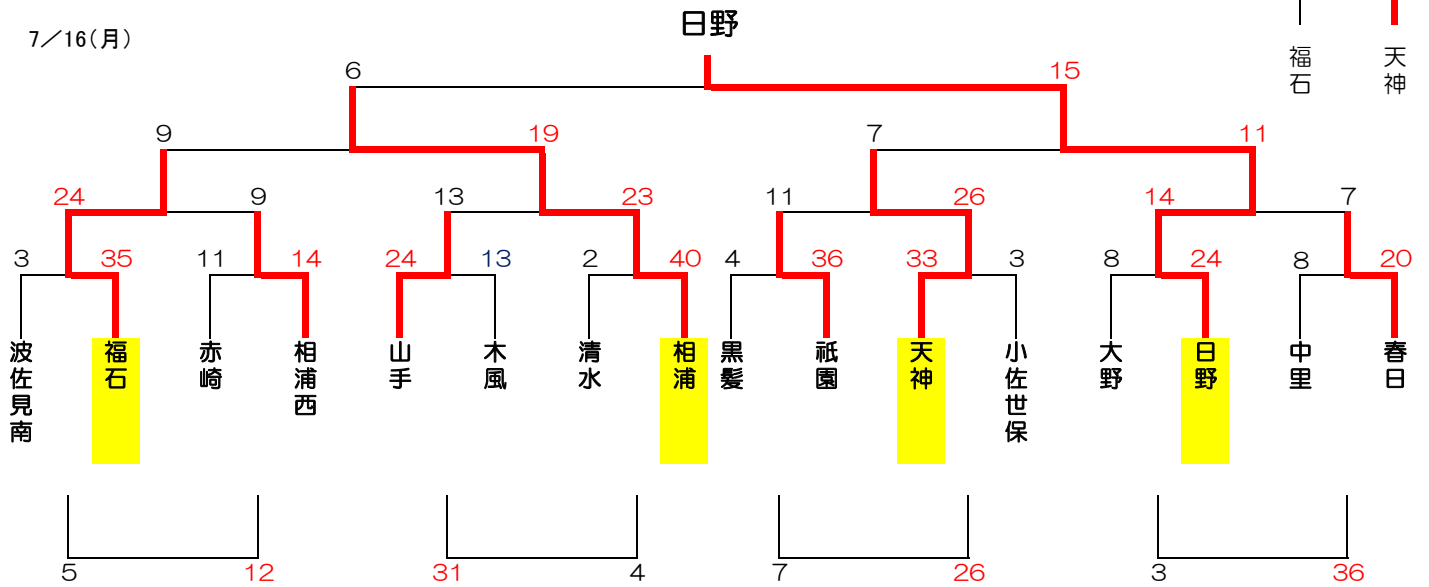 日野
7／16(月)
福石
天神
6
15
9
19
7
11
24
9
13
23
11
26
14
7
3
35
11
14
24
13
2
40
4
36
33
3
8
24
8
20
波佐見南
福石
赤崎
相浦西
山手
木風
清水
相浦
黒髪
祇園
天神
小佐世保
大野
日野
中里
春日
5
12
31
4
7
26
3
36